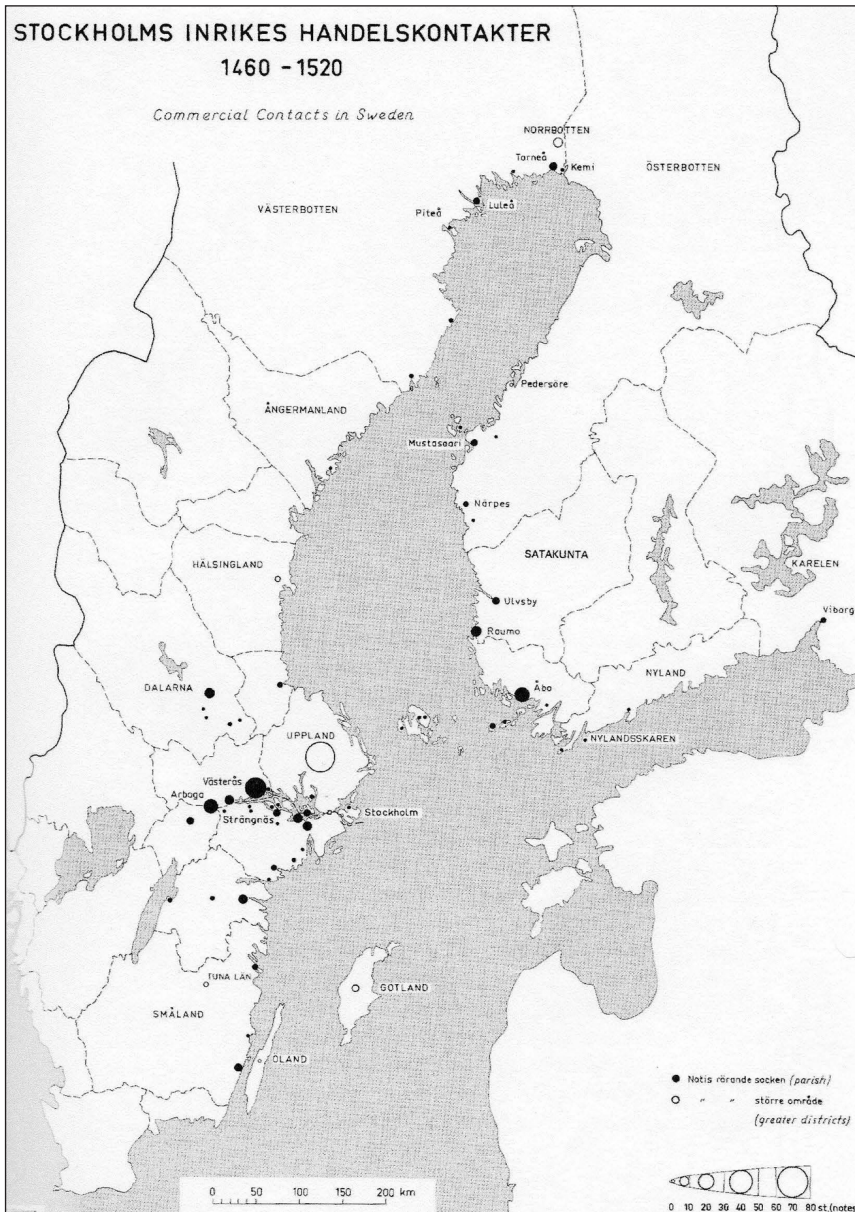 STOCKHOLMS INRIKES HANDELSKONTAKTER
1460 - 1520
Commercial Contacts in Sweden
NORRBOTTEN
Torneå
Kemi
ÖSTERBOTTEN
VÄSTERBOTTEN
Luleå
Piteå
Pedersöre
ÅNGERMANLAND
Mustasaari
Närpes
SATAKUNTA
HÄLSINGLAND
KARELEN
Ulvsby
Viborg
Raumo
NYLAND
DALARNA
Åbo
UPPLAND
NYLANDSSKÄREN
Västerås
Arboga
Stockholm
Strängnäs
TUNA LÄN
GOTLAND
SMÅLAND
ÖLAND
Notis rörande socken (parish)
" " större område
(greater districts)
0 50 100 200 km
0 10 20 30 40 50 60 70 80 st.(notes